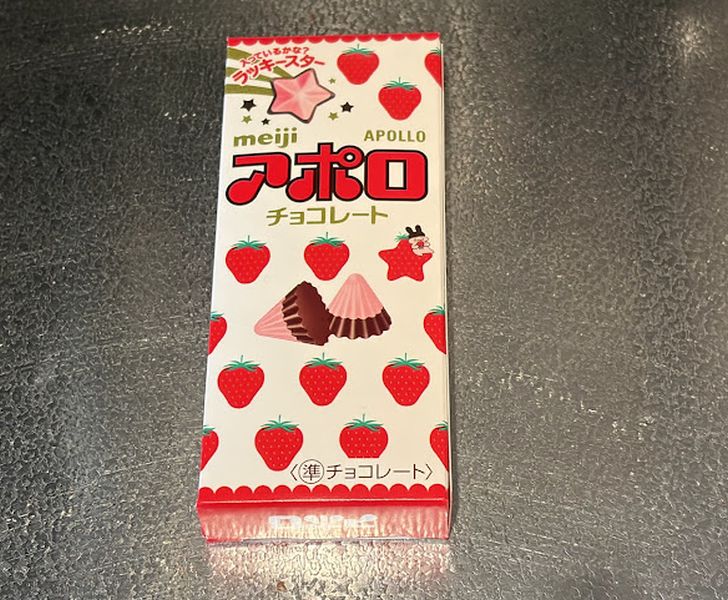 入っているかな?
ラッキースター
meiji
APOLLO
アポロ
チョコレート
〈準チョコレート〉